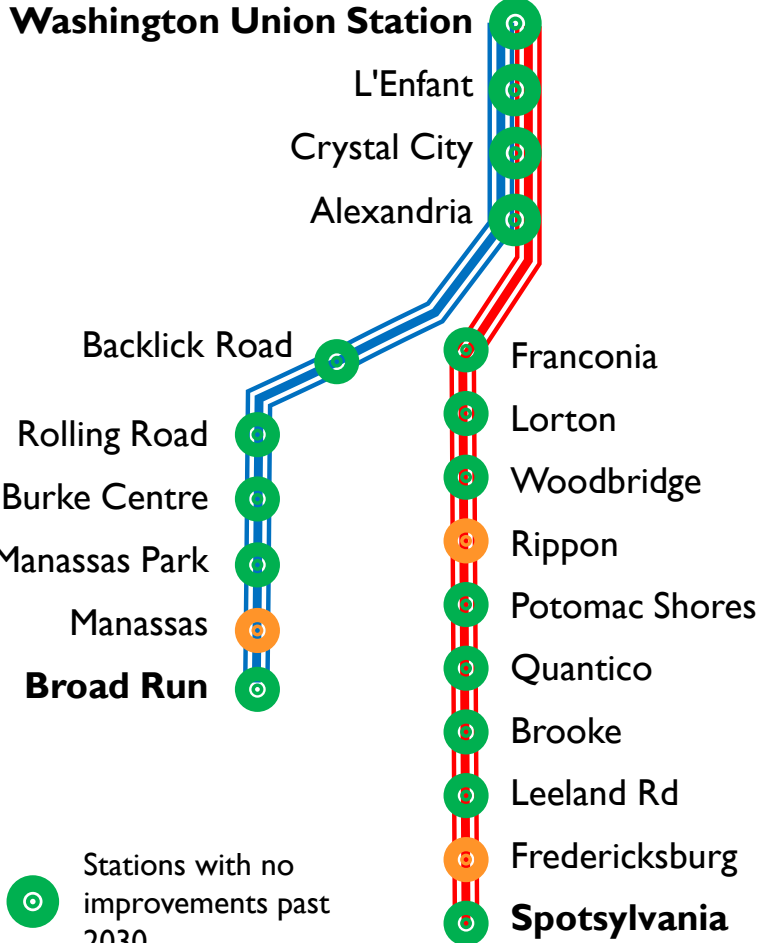 Washington Union Station
L'Enfant
Crystal City
Alexandria
Backlick Road
Rolling Road
Burke Centre
Manassas Park
Manassas
Broad Run
Franconia
Lorton
Woodbridge
Rippon
Potomac Shores
Quantico
Brooke
Leeland Rd
Fredericksburg
Spotsylvania
Stations with no
improvements past
2030